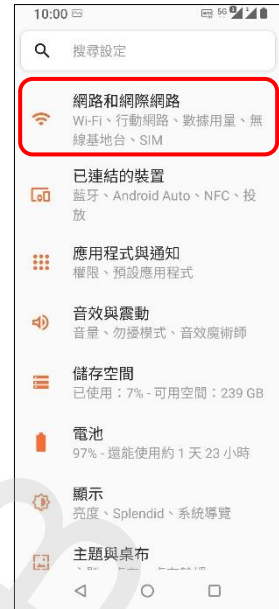 10:00
5G
搜尋設定
網路和網際網路
Wi-Fi、行動網路、數據用量、無
線基地台、SIM
已連結的裝置
藍牙、Android Auto、NFC、投
放
應用程式與通知
權限、預設應用程式
音效與震動
音量、勿擾模式、音效魔術師
儲存空間
已使用：7% - 可用空間：239 GB
電池
97% - 還能使用約 1 天 23 小時
顯示
亮度、Splendid、系統導覽
主題與桌布